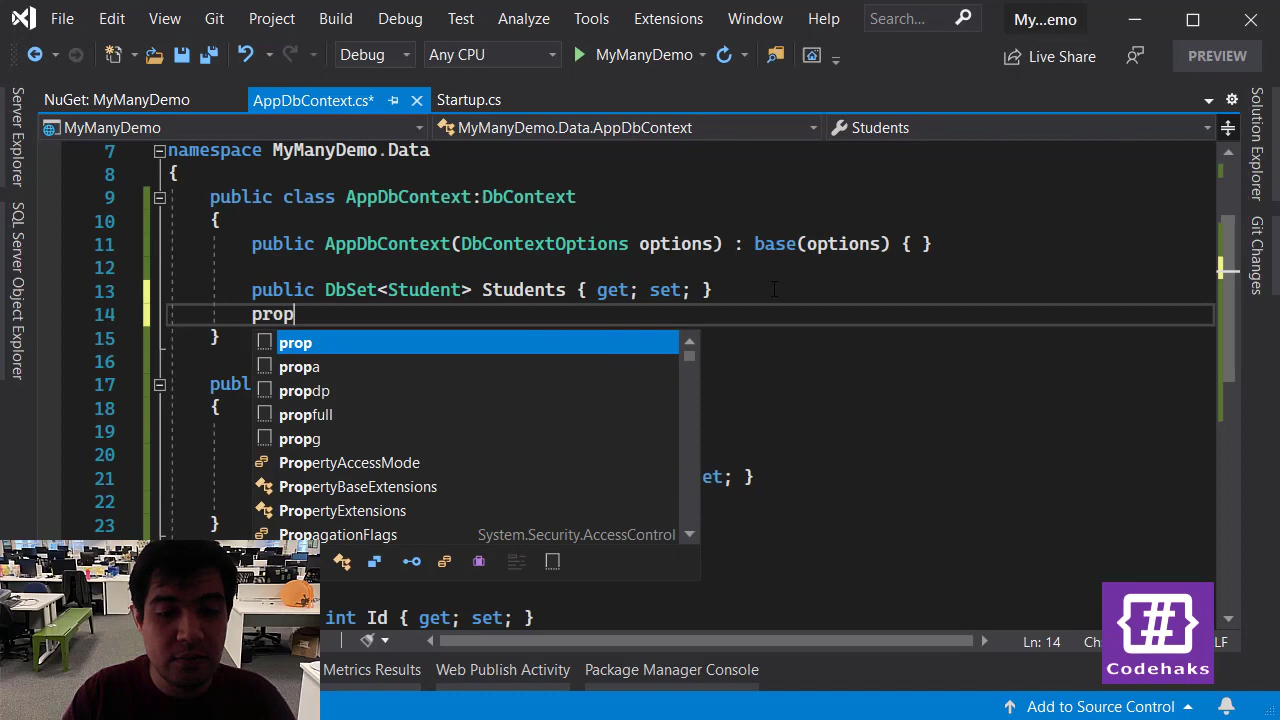 File Edit View Git Project Build Debug Test Analyze Tools Extensions Window Help Search... My...emo
Debug Any CPU MyManyDemo Live Share PREVIEW
NuGet: MyManyDemo AppDbContext.cs* Startup.cs
MyManyDemo MyManyDemo.Data.AppDbContext Students
Server Explorer
SQL Server Object Explorer
Solution Explorer
Git Changes
7 namespace MyManyDemo.Data
8 {
9 public class AppDbContext:DbContext
10 {
11 public AppDbContext(DbContextOptions options) : base(options) { }
12
13 public DbSet<Student> Students { get; set; }
14 prop
15 }
16
17 publ
18 {
19
20
21 et; }
22
23 }
prop
propa
propdp
propfull
propg
PropertyAccessMode
PropertyBaseExtensions
PropertyExtensions
PropagationFlags System.Security.AccessControl
int Id { get; set; }
Ln: 14 Ch: LF
Metrics Results Web Publish Activity Package Manager Console
Add to Source Control
#
Codehaks